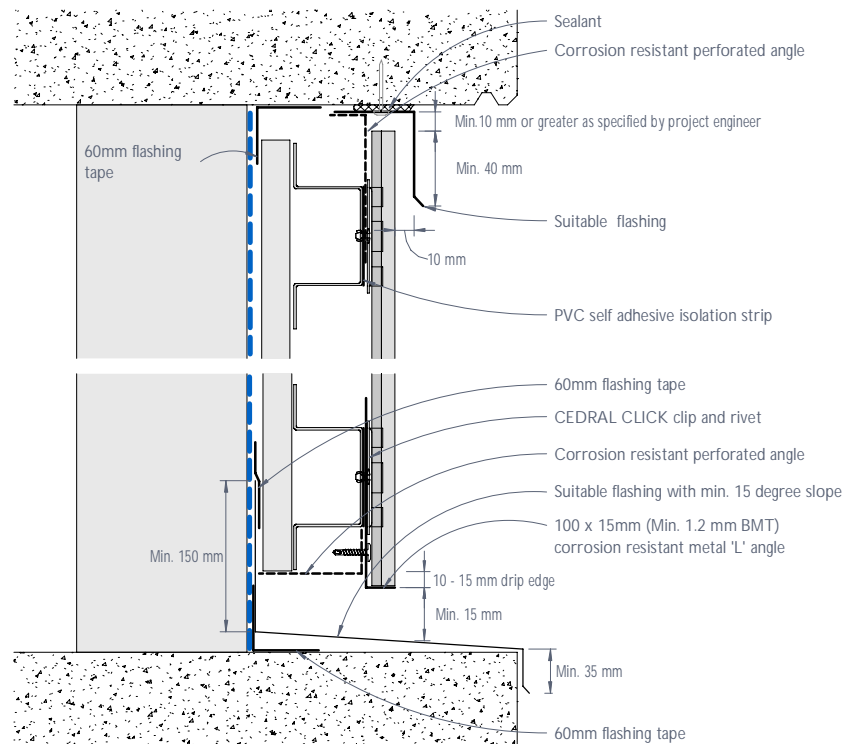 Sealant
Corrosion resistant perforated angle
Min.10 mm or greater as specified by project engineer
60mm flashing
tape
Min. 40 mm
Suitable flashing
10 mm
PVC self adhesive isolation strip
60mm flashing tape
CEDRAL CLICK clip and rivet
Corrosion resistant perforated angle
Suitable flashing with min. 15 degree slope
100 x 15mm (Min. 1.2 mm BMT)
corrosion resistant metal 'L' angle
Min. 150 mm
10 - 15 mm drip edge
Min. 15 mm
Min. 35 mm
60mm flashing tape